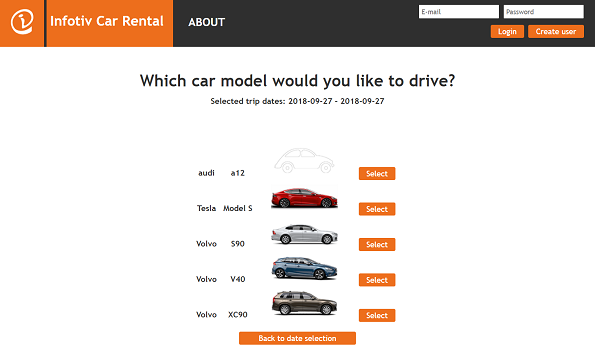 Infotiv Car Rental
ABOUT
E-mail
Password
Login
Create user
Which car model would you like to drive?
Selected trip dates: 2018-09-27 - 2018-09-27
audi a12 Select
Tesla Model S Select
Volvo S90 Select
Volvo V40 Select
Volvo XC90 Select
Back to date selection